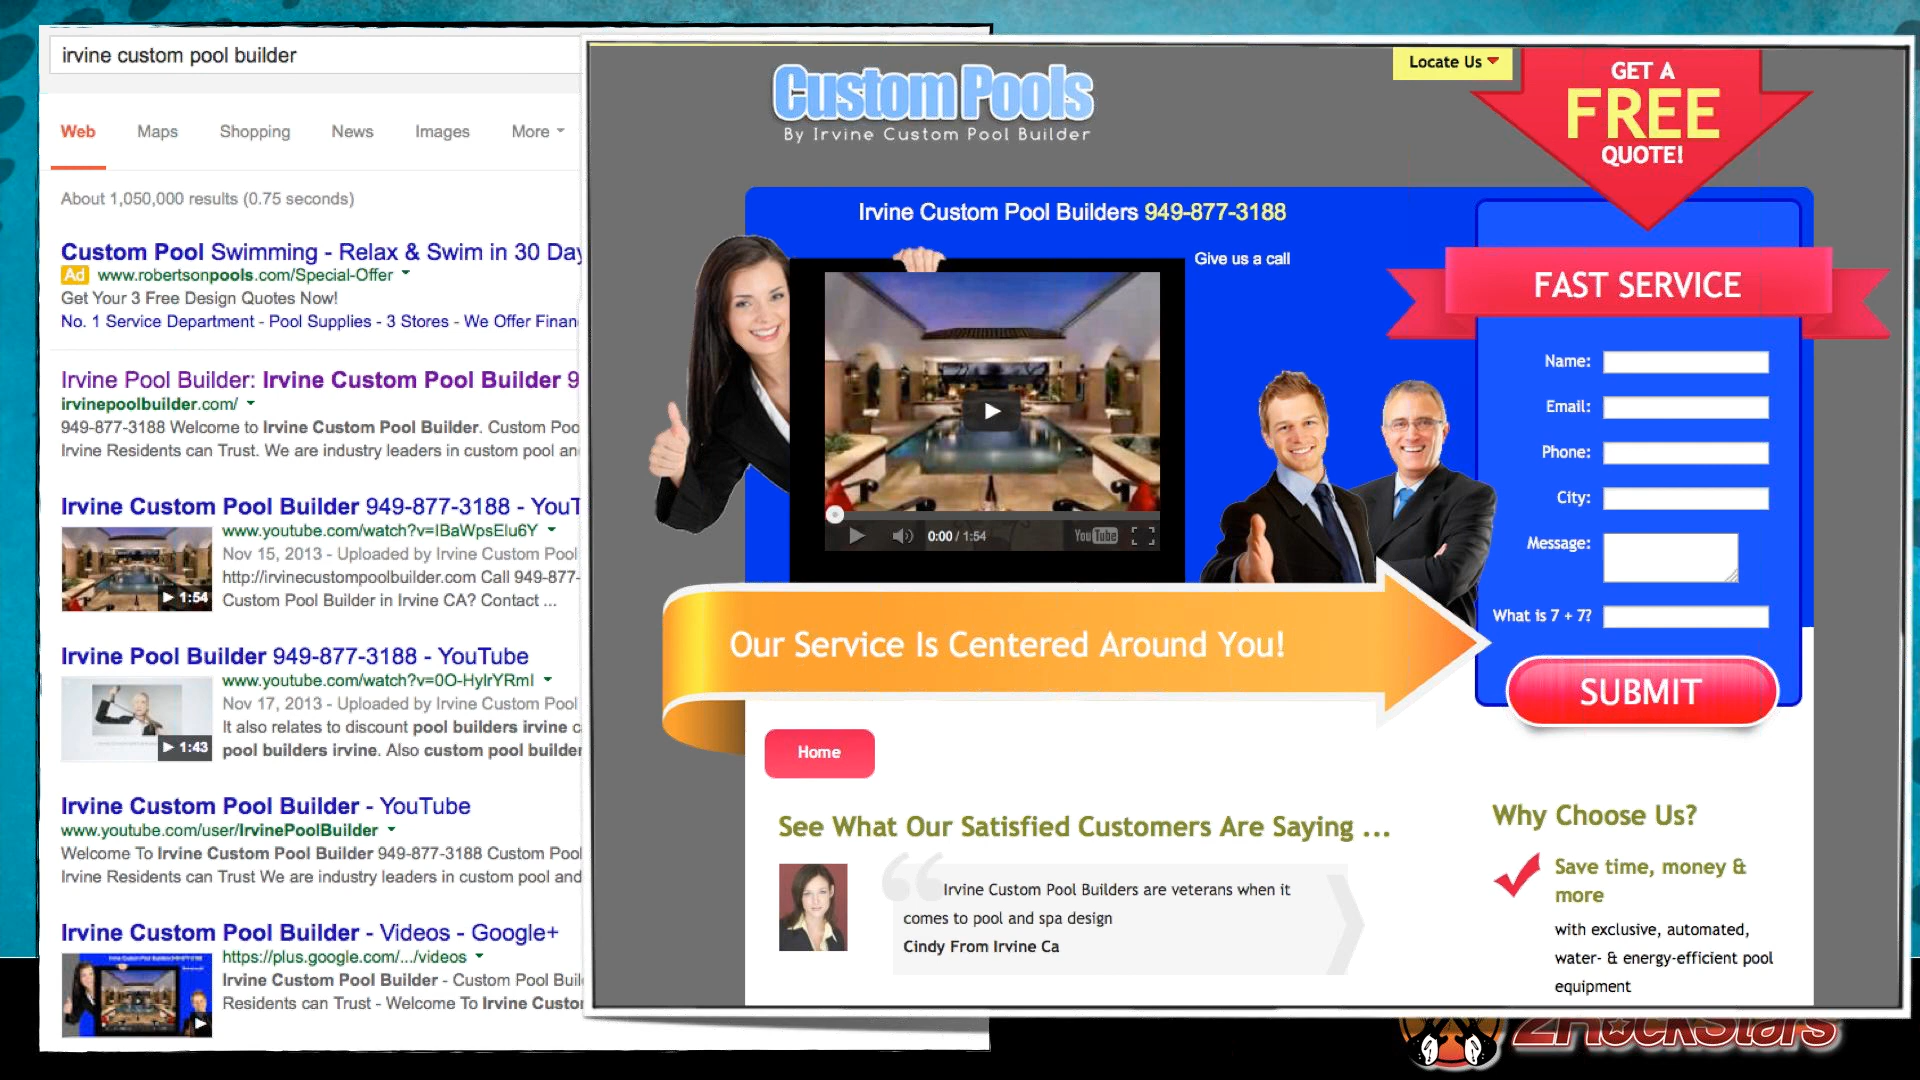 irvine custom pool builder
Web Maps Shopping News Images More
About 1,050,000 results (0.75 seconds)
Custom Pool Swimming - Relax & Swim in 30 Day
Ad www.robertsonpools.com/Special-Offer
Get Your 3 Free Design Quotes Now!
No. 1 Service Department - Pool Supplies - 3 Stores - We Offer Finan
Irvine Pool Builder: Irvine Custom Pool Builder 9
irvinepoolbuilder.com/
949-877-3188 Welcome to Irvine Custom Pool Builder. Custom Poo
Irvine Residents can Trust. We are industry leaders in custom pool an
Irvine Custom Pool Builder 949-877-3188 - YouT
www.youtube.com/watch?v=IBaWpsElu6Y
Nov 15, 2013 - Uploaded by Irvine Custom Pool
http://irvinecustompoolbuilder.com Call 949-877-
Custom Pool Builder in Irvine CA? Contact ...
1:54
Irvine Pool Builder 949-877-3188 - YouTube
www.youtube.com/watch?v=0O-HylrYRmI
Nov 17, 2013 - Uploaded by Irvine Custom Pool
It also relates to discount pool builders irvine c
pool builders irvine. Also custom pool builder
1:43
Irvine Custom Pool Builder - YouTube
www.youtube.com/user/IrvinePoolBuilder
Welcome To Irvine Custom Pool Builder 949-877-3188 Custom Pool
Irvine Residents can Trust We are industry leaders in custom pool and
Irvine Custom Pool Builder - Videos - Google+
https://plus.google.com/.../videos
Irvine Custom Pool Builder - Custom Pool Buil
Residents can Trust - Welcome To Irvine Custo
Custom Pools
By Irvine Custom Pool Builder
Locate Us
GET A
FREE
QUOTE!
Irvine Custom Pool Builders 949-877-3188
Give us a call
0:00 / 1:54 YouTube
FAST SERVICE
Name:
Email:
Phone:
City:
Message:
What is 7 + 7?
SUBMIT
Our Service Is Centered Around You!
Home
See What Our Satisfied Customers Are Saying ...
Irvine Custom Pool Builders are veterans when it
comes to pool and spa design
Cindy From Irvine Ca
Why Choose Us?
Save time, money &
more
with exclusive, automated,
water- & energy-efficient pool
equipment
2RockStars